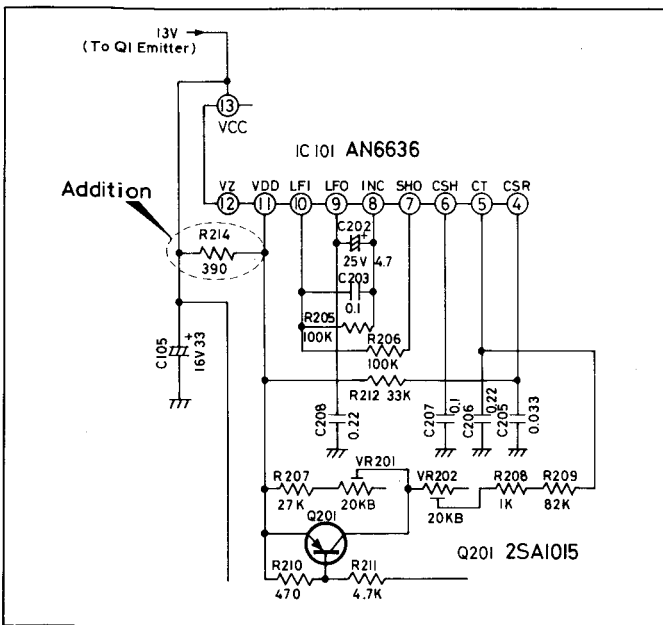 13V
(To Q1 Emitter)
13
VCC
IC101 AN6636
VZ VDD LFI LFO INC SHO CSH CT CSR
12 11 10 9 8 7 6 5 4
Addition
R214
390
C202
+
25V 4.7
C203
0.1
R205
100K
R206
100K
R212 33K
C105
+
16V33
C208
0.22
C207
0.1
C206
0.22
C205
0.033
R207
27K
VR201
20KB
VR202
20KB
R208
1K
R209
82K
Q201
Q201 2SA1015
R210
470
R211
4.7K